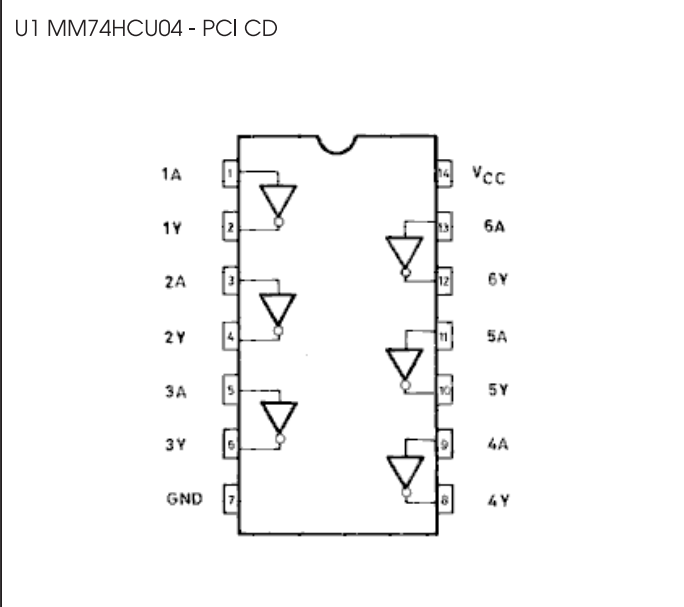 U1 MM74HCU04 - PCI CD
1A 1 14 VCC
1Y 2 13 6A
2A 3 12 6Y
2Y 4 11 5A
3A 5 10 5Y
3Y 6 9 4A
GND 7 8 4Y